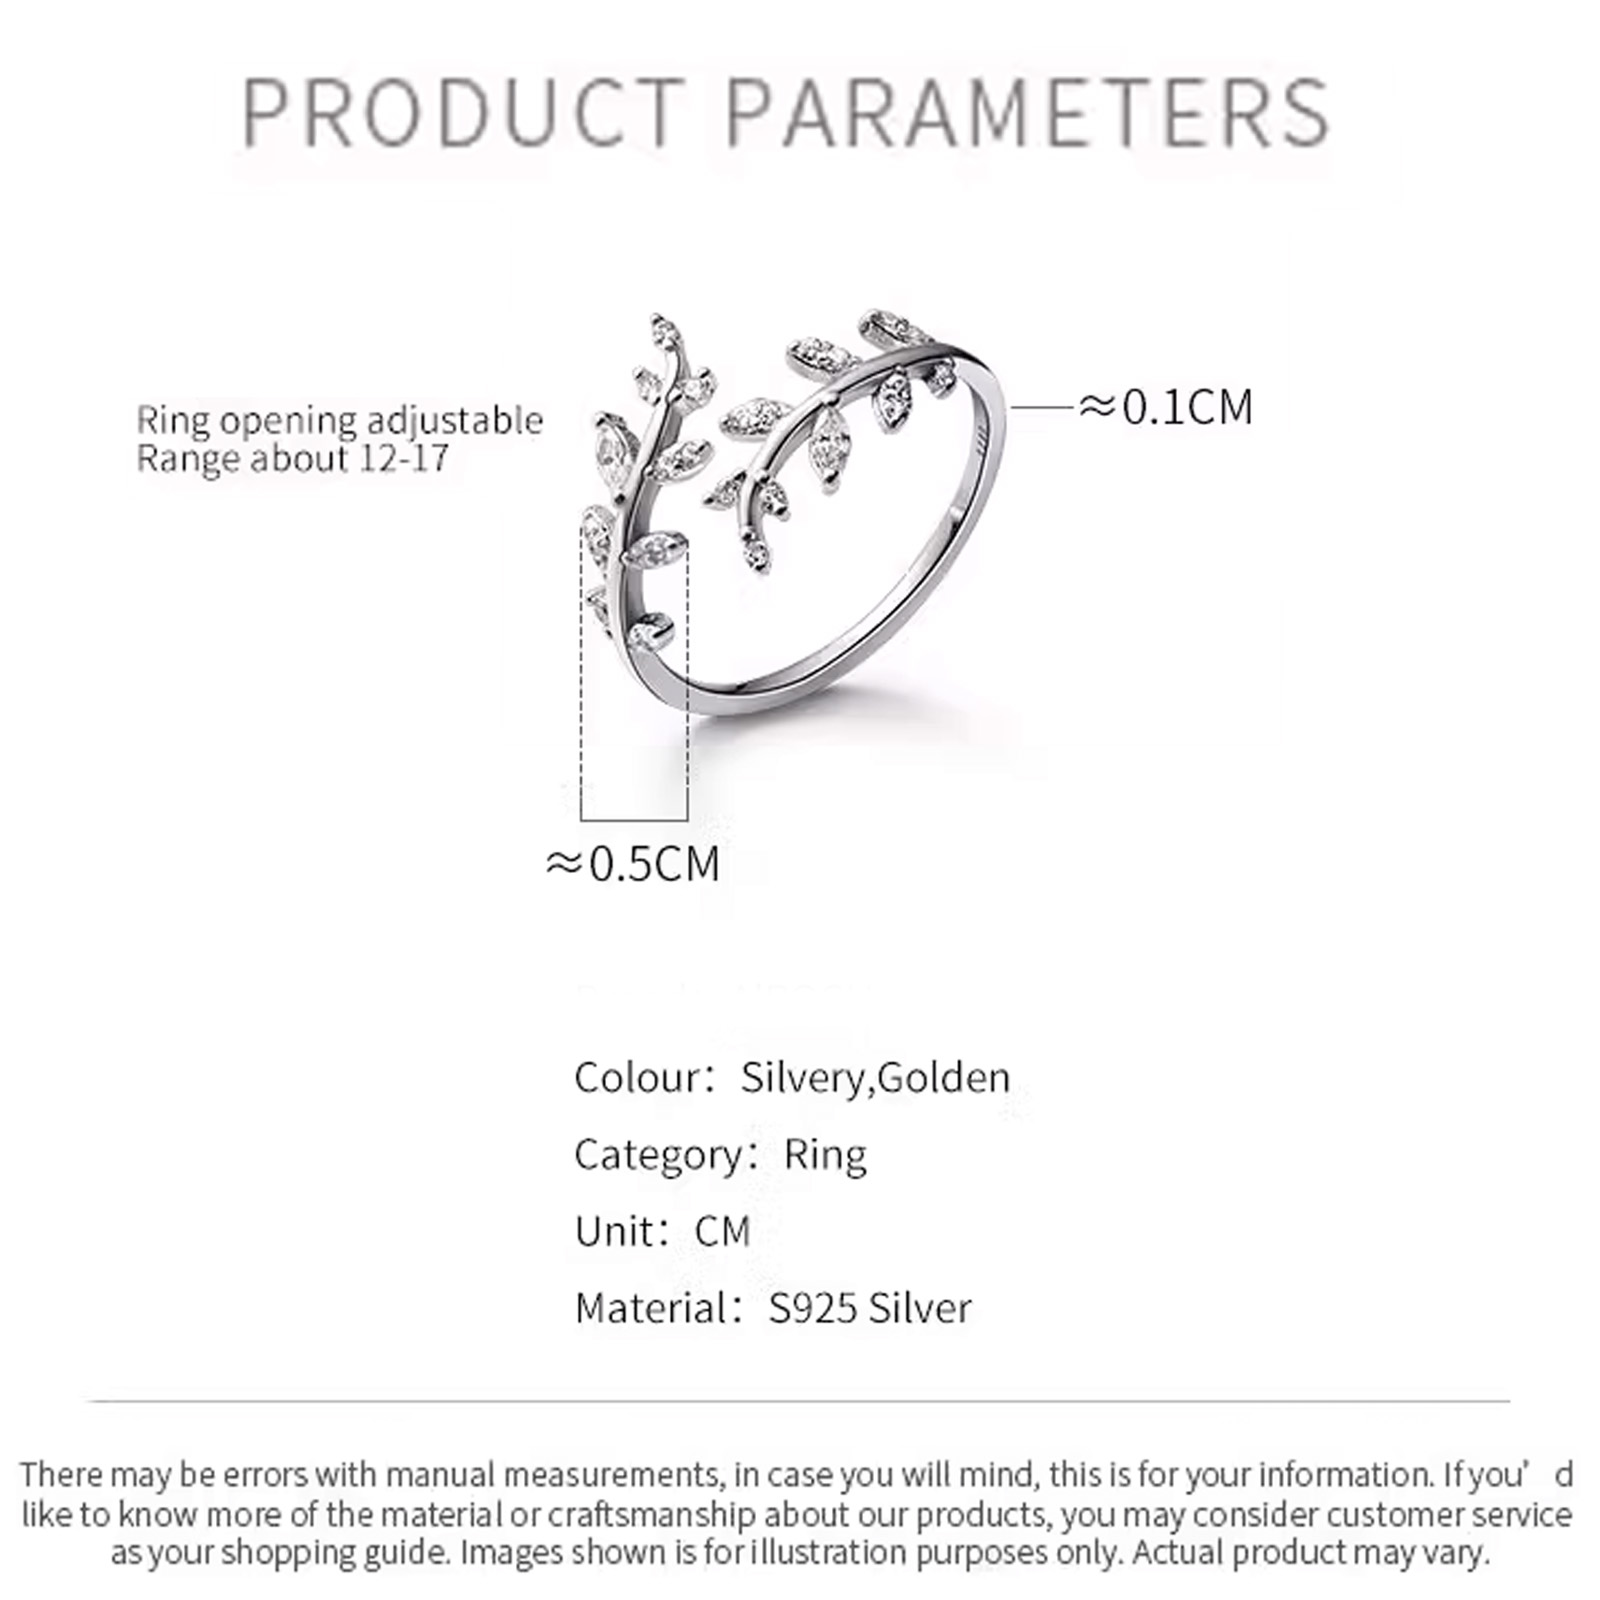 PRODUCT PARAMETERS
Ring opening adjustable
Range about 12-17
≈0.1CM
≈0.5CM
Colour：Silvery,Golden
Category：Ring
Unit：CM
Material：S925 Silver
There may be errors with manual measurements, in case you will mind, this is for your information. If you’d
like to know more of the material or craftsmanship about our products, you may consider customer service
as your shopping guide. Images shown is for illustration purposes only. Actual product may vary.